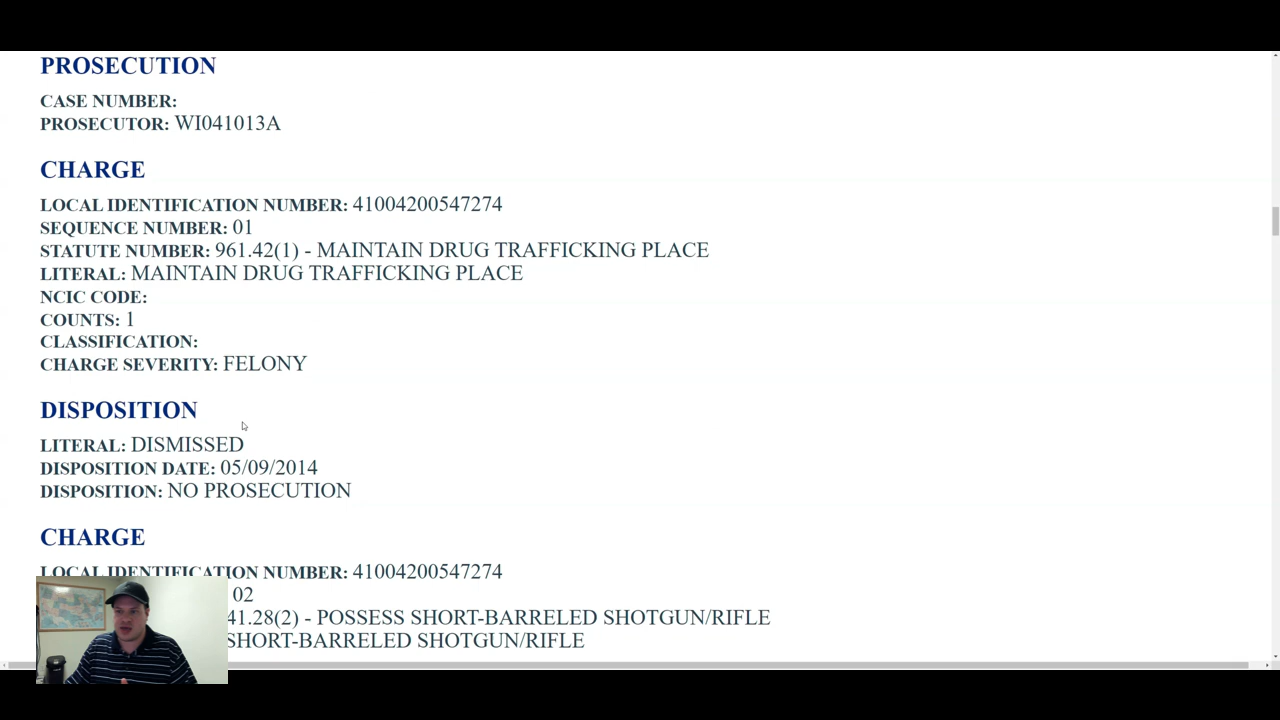 PROSECUTION
CASE NUMBER:
PROSECUTOR: WI041013A
CHARGE
LOCAL IDENTIFICATION NUMBER: 41004200547274
SEQUENCE NUMBER: 01
STATUTE NUMBER: 961.42(1) - MAINTAIN DRUG TRAFFICKING PLACE
LITERAL: MAINTAIN DRUG TRAFFICKING PLACE
NCIC CODE:
COUNTS: 1
CLASSIFICATION:
CHARGE SEVERITY: FELONY
DISPOSITION
LITERAL: DISMISSED
DISPOSITION DATE: 05/09/2014
DISPOSITION: NO PROSECUTION
CHARGE
LOCAL IDENTIFICATION NUMBER: 41004200547274
02
41.28(2) - POSSESS SHORT-BARRELED SHOTGUN/RIFLE
SHORT-BARRELED SHOTGUN/RIFLE